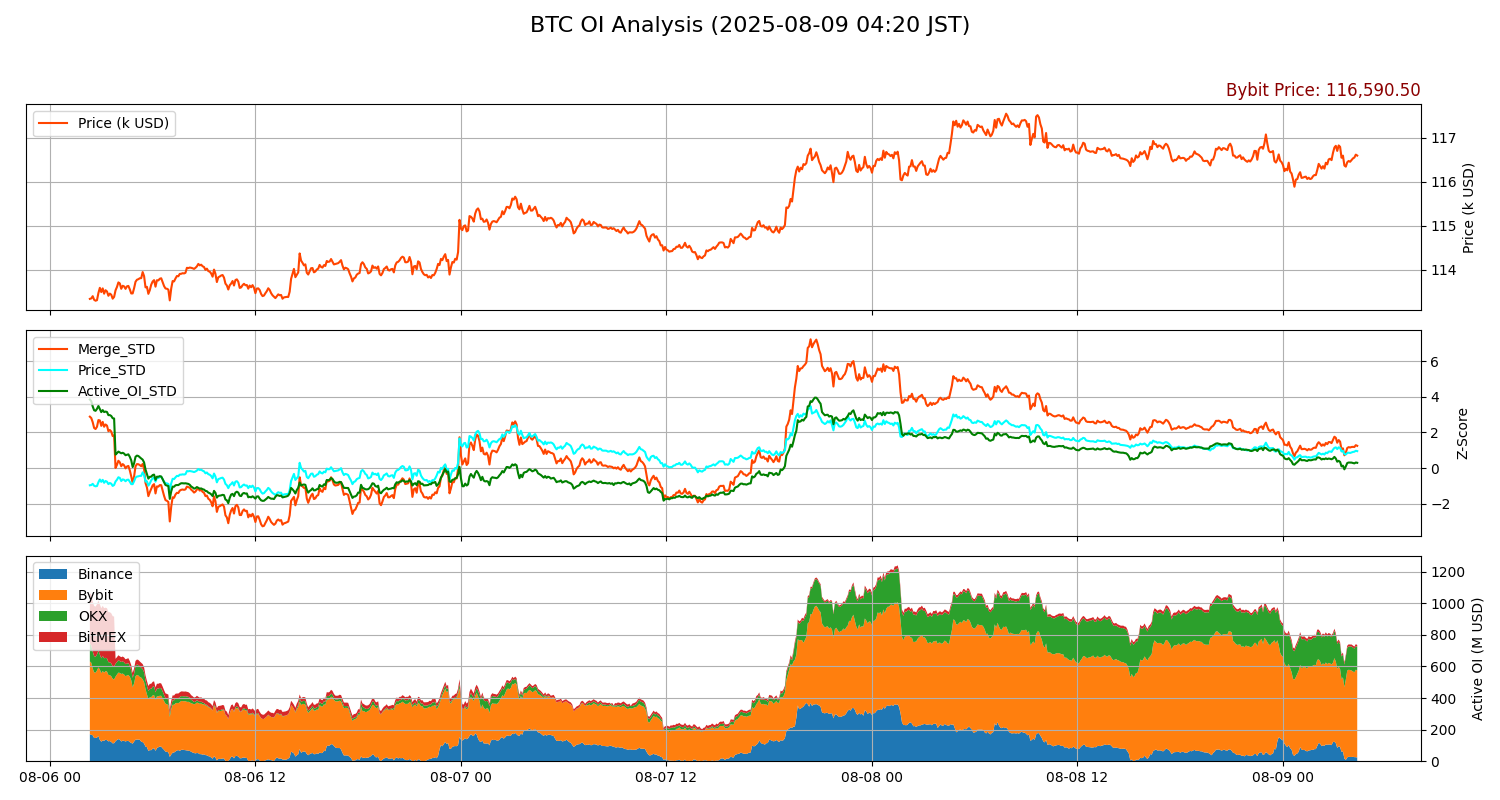 BTC OI Analysis (2025-08-09 04:20 JST)
Bybit Price: 116,590.50
Price (k USD)
117
116
115
114
Price (k USD)
Merge_STD
Price_STD
Active_OI_STD
6
4
2
0
−2
Z-Score
Binance
Bybit
OKX
BitMEX
1200
1000
800
600
400
200
0
Active OI (M USD)
08-06 00 08-06 12 08-07 00 08-07 12 08-08 00 08-08 12 08-09 00